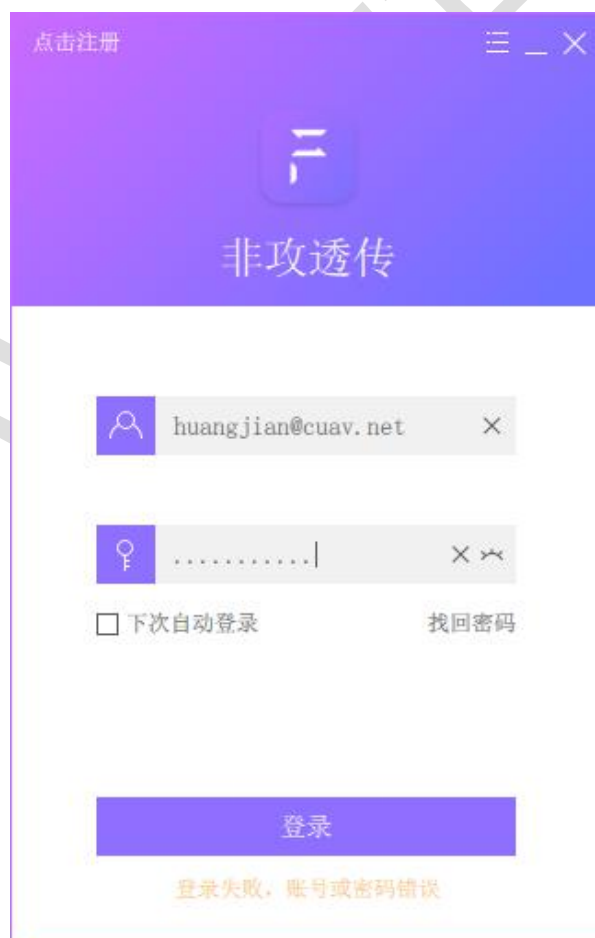 点击注册
非攻透传
huangjian@cuav.net
...........
下次自动登录 找回密码
登录
登录失败，账号或密码错误